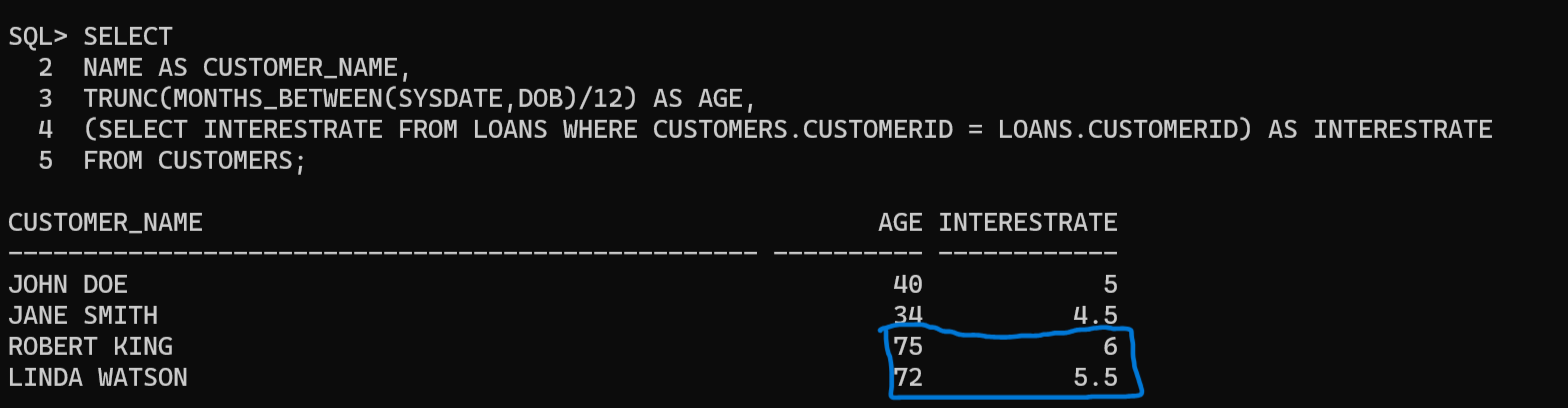 SQL> SELECT
  2  NAME AS CUSTOMER_NAME,
  3  TRUNC(MONTHS_BETWEEN(SYSDATE,DOB)/12) AS AGE,
  4  (SELECT INTERESTRATE FROM LOANS WHERE CUSTOMERS.CUSTOMERID = LOANS.CUSTOMERID) AS INTERESTRATE
  5  FROM CUSTOMERS;
CUSTOMER_NAME                                             AGE INTERESTRATE
-------------------------------------------------- ---------- ------------
JOHN DOE                                                   40            5
JANE SMITH                                                 34          4.5
ROBERT KING                                                75            6
LINDA WATSON                                               72          5.5